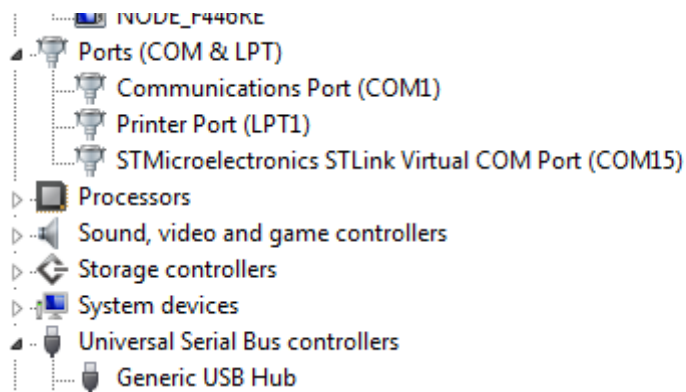 NODE_F446RE
Ports (COM & LPT)
Communications Port (COM1)
Printer Port (LPT1)
STMicroelectronics STLink Virtual COM Port (COM15)
Processors
Sound, video and game controllers
Storage controllers
System devices
Universal Serial Bus controllers
Generic USB Hub